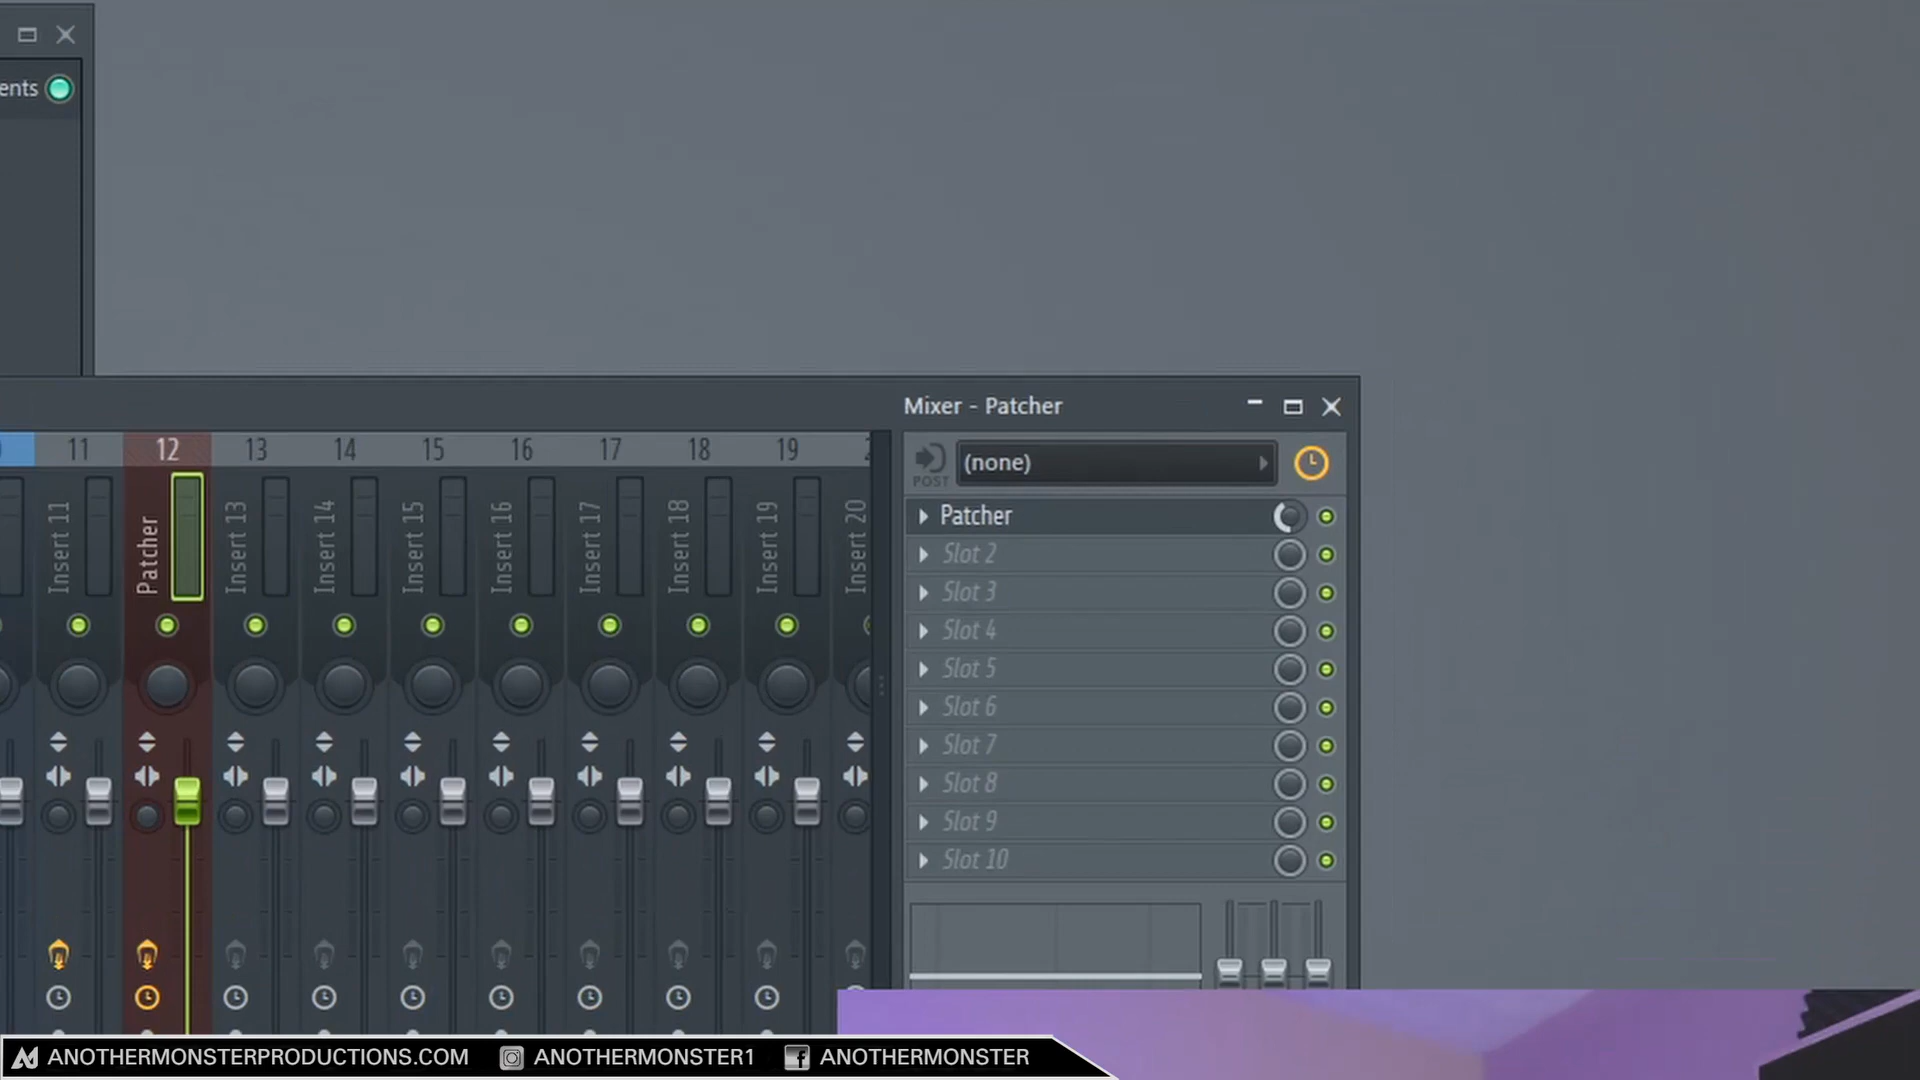 ents
Mixer - Patcher
11 12 13 14 15 16 17 18 19
POST
(none)
Insert 11
Patcher
Insert 13
Insert 14
Insert 15
Insert 16
Insert 17
Insert 18
Insert 19
Insert 20
Patcher
Slot 2
Slot 3
Slot 4
Slot 5
Slot 6
Slot 7
Slot 8
Slot 9
Slot 10
ANOTHERMONSTERPRODUCTIONS.COM ANOTHERMONSTER1 ANOTHERMONSTER